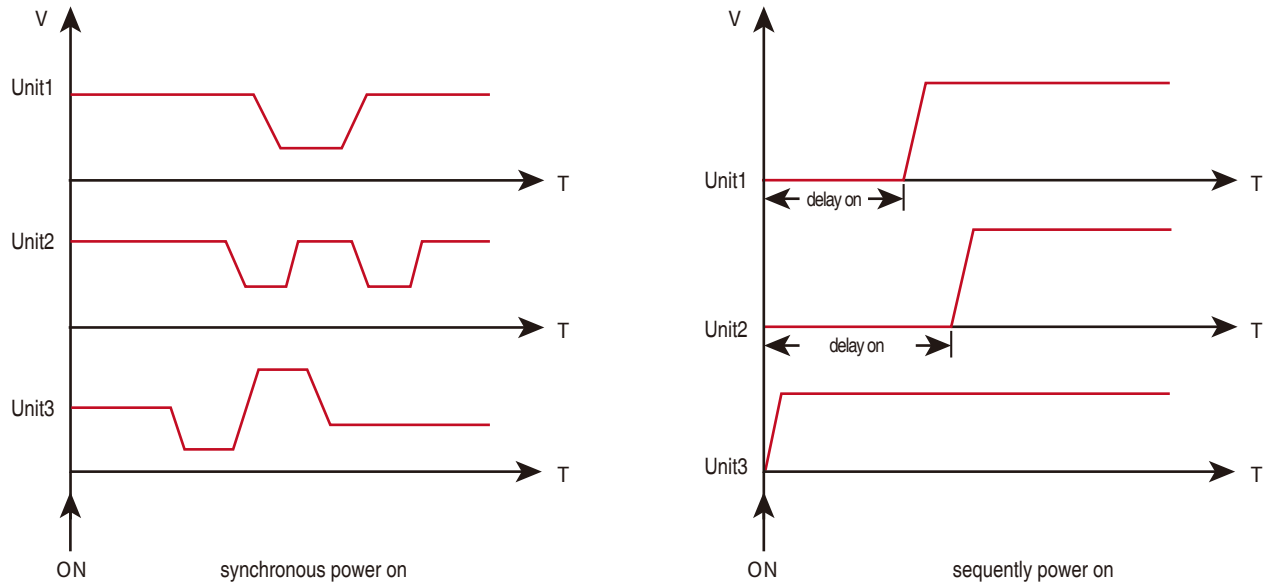 V
Unit1
T
Unit2
T
Unit3
T
ON
synchronous power on
V
Unit1
T
delay on
Unit2
T
delay on
Unit3
T
ON
sequently power on